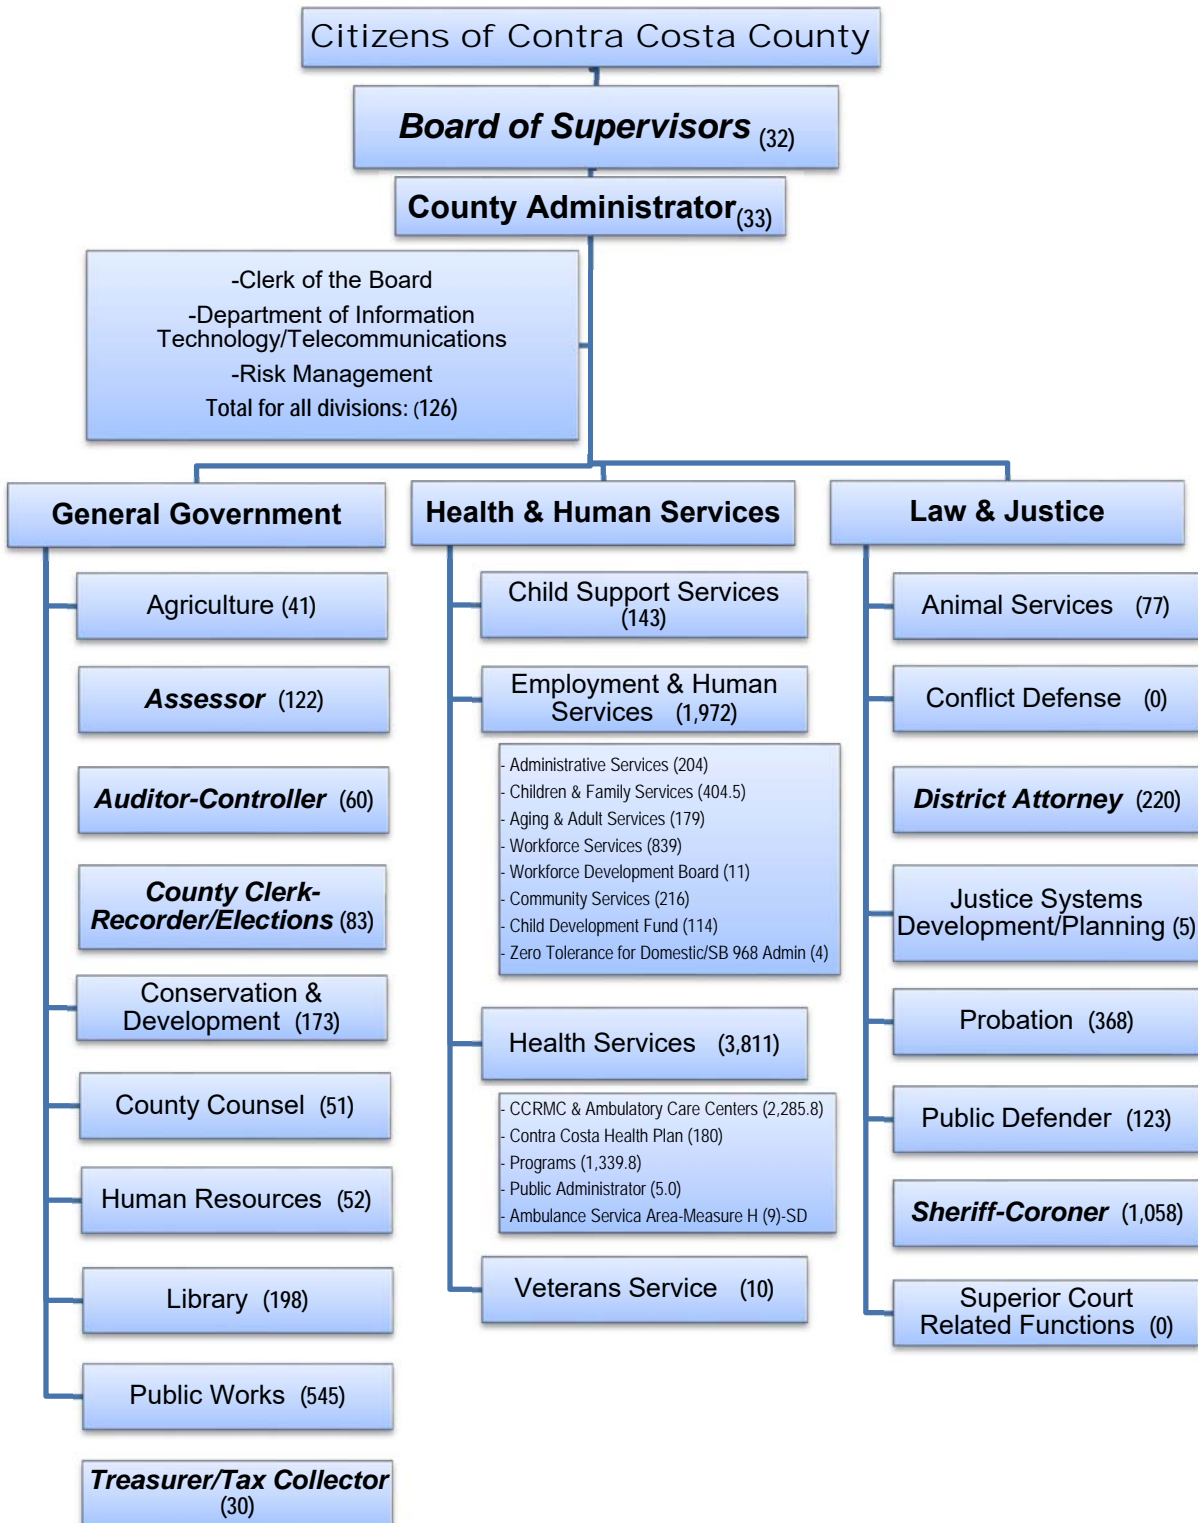 Citizens of Contra Costa County
Board of Supervisors (32)
County Administrator(33)
-Clerk of the Board
-Department of Information
Technology/Telecommunications
-Risk Management
Total for all divisions: (126)
General Government
Agriculture (41)
Assessor (122)
Auditor-Controller (60)
County Clerk-
Recorder/Elections (83)
Conservation &
Development (173)
County Counsel (51)
Human Resources (52)
Library (198)
Public Works (545)
Treasurer/Tax Collector
(30)
Health & Human Services
Child Support Services
(143)
Employment & Human
Services (1,972)
- Administrative Services (204)
- Children & Family Services (404.5)
- Aging & Adult Services (179)
- Workforce Services (839)
- Workforce Development Board (11)
- Community Services (216)
- Child Development Fund (114)
- Zero Tolerance for Domestic/SB 968 Admin (4)
Health Services (3,811)
- CCRMC & Ambulatory Care Centers (2,285.8)
- Contra Costa Health Plan (180)
- Programs (1,339.8)
- Public Administrator (5.0)
- Ambulance Servica Area-Measure H (9)-SD
Veterans Service (10)
Law & Justice
Animal Services (77)
Conflict Defense (0)
District Attorney (220)
Justice Systems
Development/Planning (5)
Probation (368)
Public Defender (123)
Sheriff-Coroner (1,058)
Superior Court
Related Functions (0)